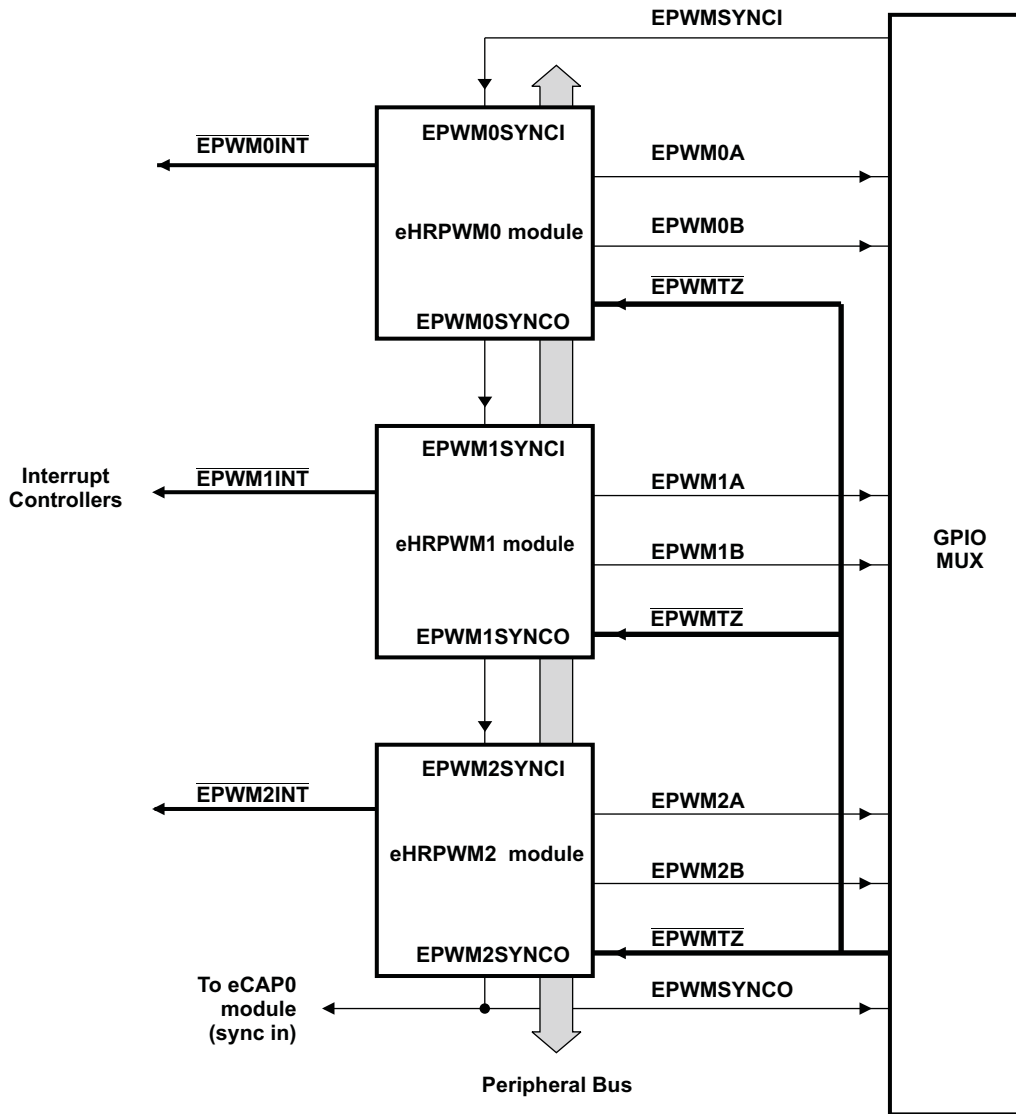 EPWMSYNCI
EPWM0SYNCI
EPWM0INT
EPWM0A
eHRPWM0 module
EPWM0B
EPWMTZ
EPWM0SYNCO
EPWM1SYNCI
Interrupt
Controllers
EPWM1INT
EPWM1A
eHRPWM1 module
EPWM1B
GPIO
MUX
EPWMTZ
EPWM1SYNCO
EPWM2SYNCI
EPWM2INT
EPWM2A
eHRPWM2 module
EPWM2B
EPWMTZ
EPWM2SYNCO
To eCAP0
module
(sync in)
EPWMSYNCO
Peripheral Bus